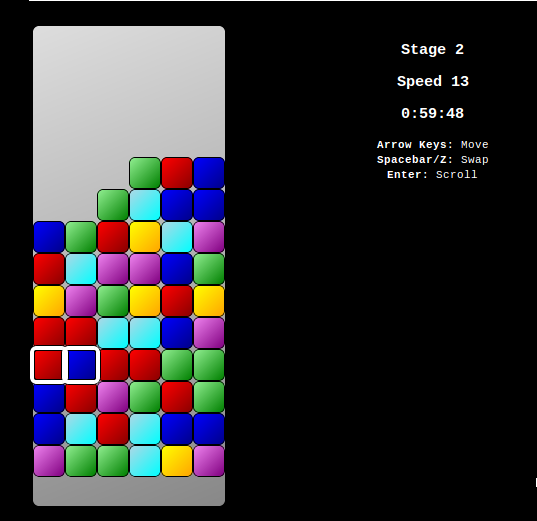 Stage 2
Speed 13
0:59:48
Arrow Keys: Move
Spacebar/Z: Swap
Enter: Scroll